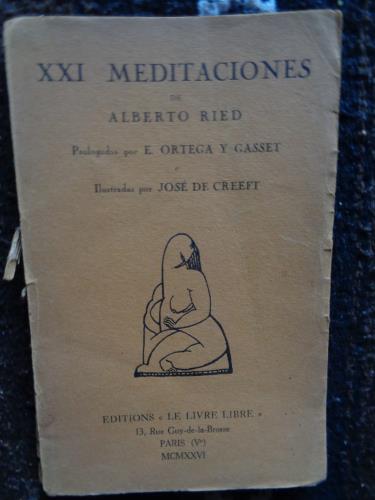 XXI MEDITACIONES
DE
ALBERTO RIED
Prologadas por E. ORTEGA Y GASSET
e
Ilustradas por JOSÉ DE CREEFT
EDITIONS « LE LIVRE LIBRE »
13, Rue Guy-de-la-Brosse
PARIS (Vᵉ)
MCMXXVI